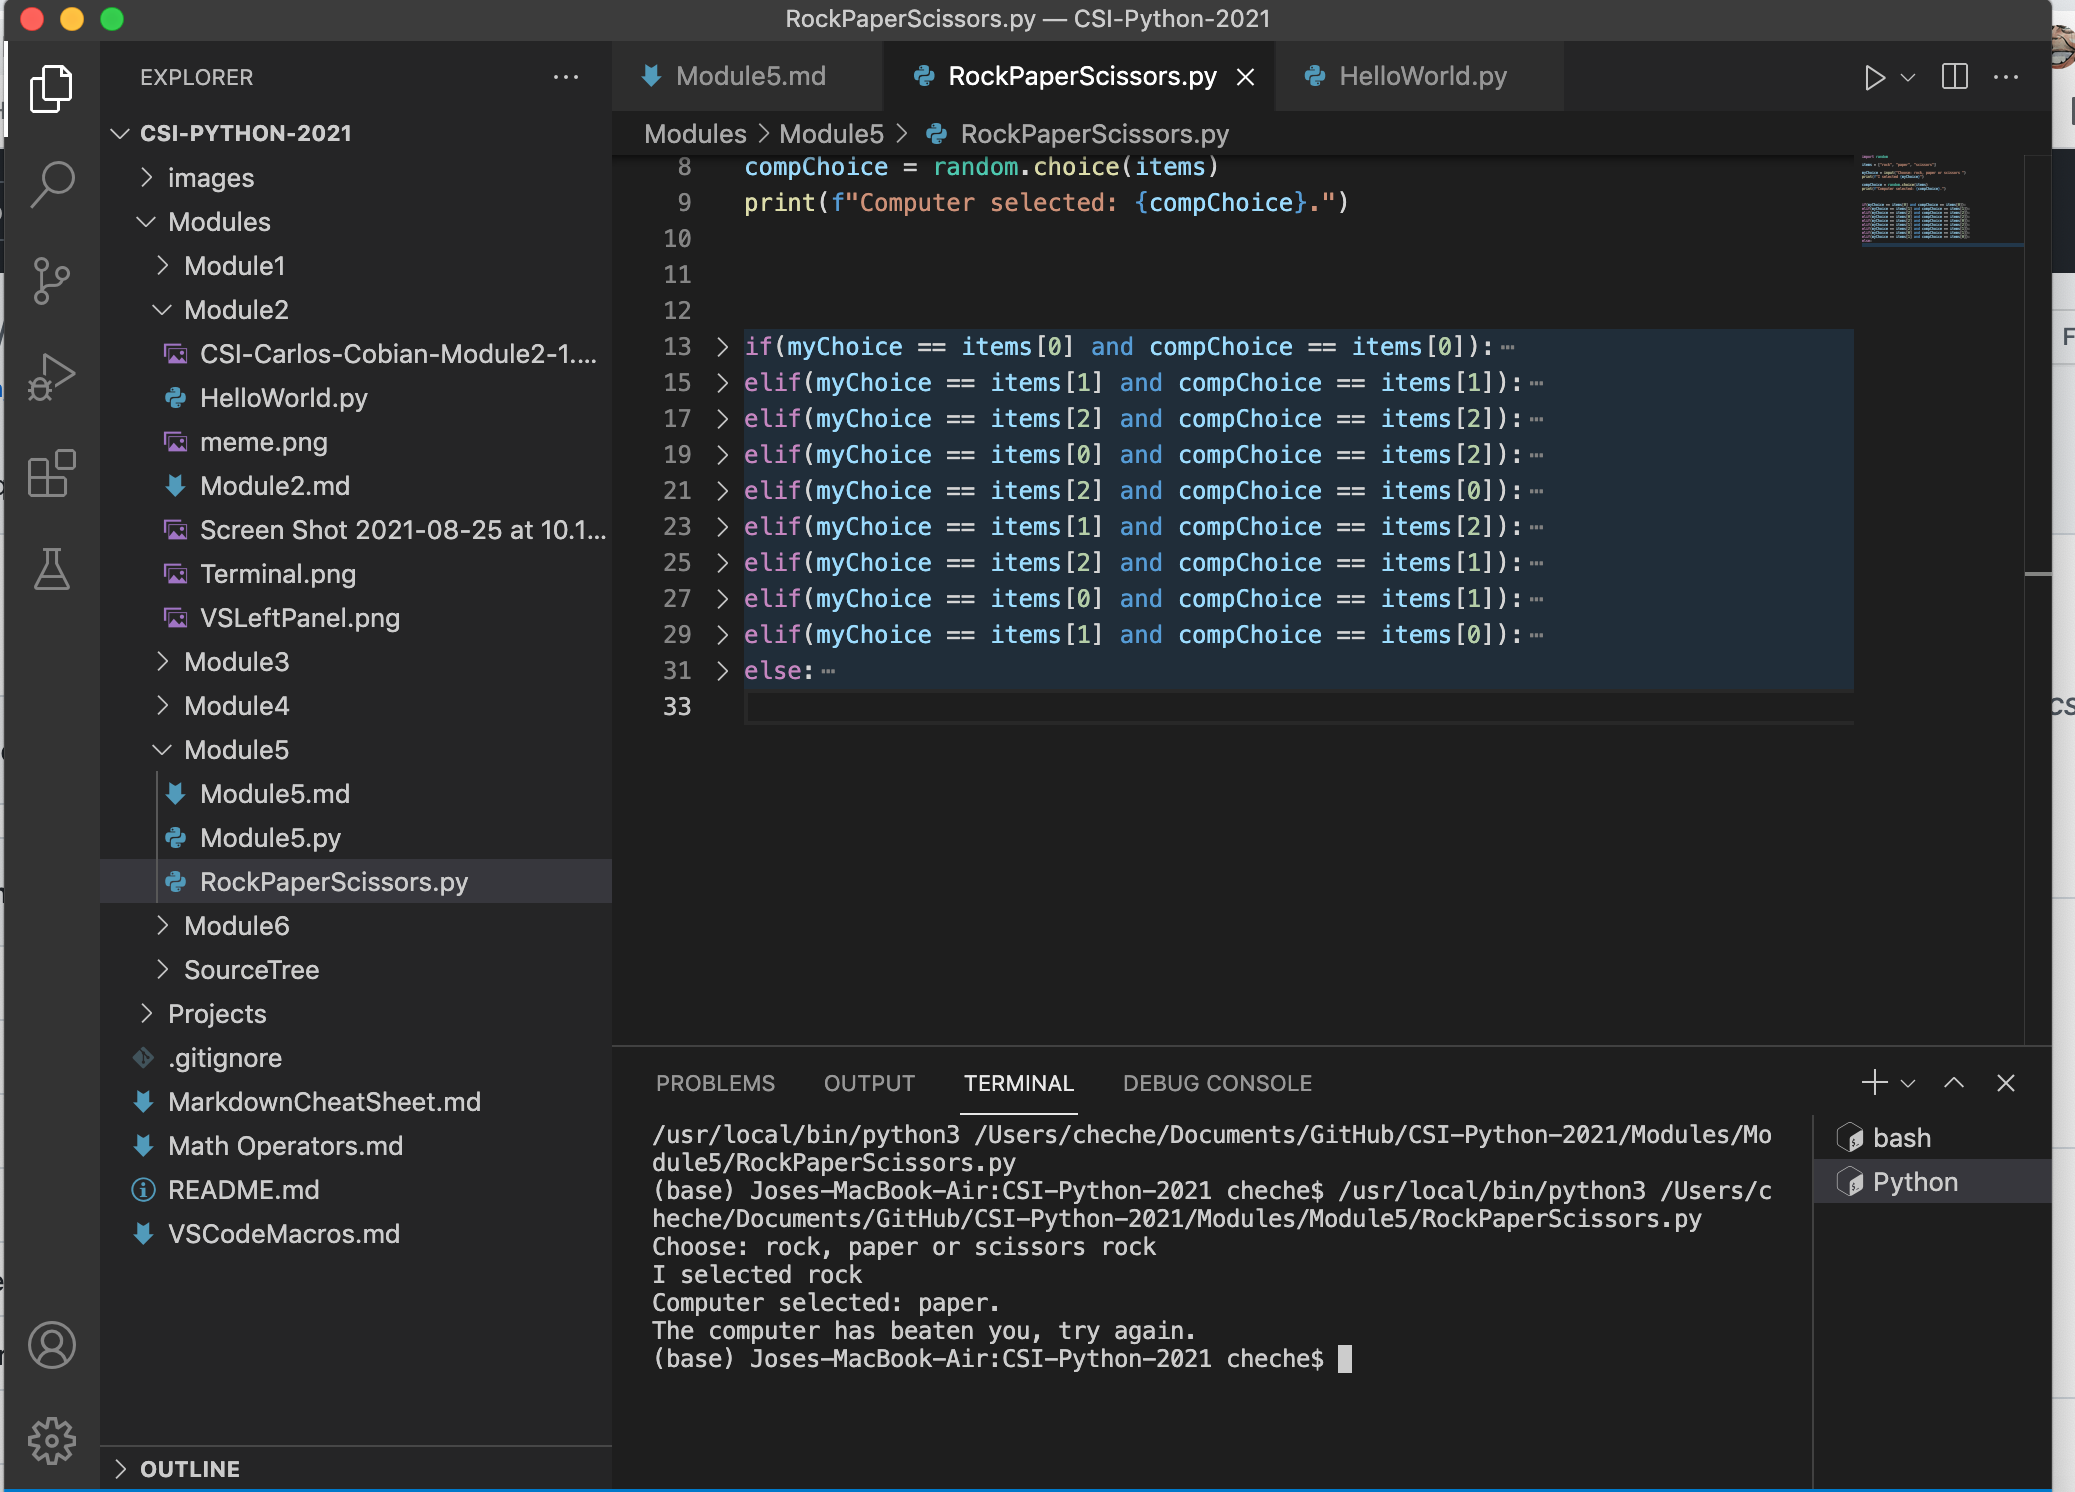 RockPaperScissors.py — CSI-Python-2021
EXPLORER
Module5.md
RockPaperScissors.py
HelloWorld.py
CSI-PYTHON-2021
images
Modules
Module1
Module2
CSI-Carlos-Cobian-Module2-1....
HelloWorld.py
meme.png
Module2.md
Screen Shot 2021-08-25 at 10.1...
Terminal.png
VSLeftPanel.png
Module3
Module4
Module5
Module5.md
Module5.py
RockPaperScissors.py
Module6
SourceTree
Projects
.gitignore
MarkdownCheatSheet.md
Math Operators.md
README.md
VSCodeMacros.md
OUTLINE
Modules > Module5 > RockPaperScissors.py
8 compChoice = random.choice(items)
9 print(f"Computer selected: {compChoice}.")
10
11
12
13 if(myChoice == items[0] and compChoice == items[0]):
15 elif(myChoice == items[1] and compChoice == items[1]):
17 elif(myChoice == items[2] and compChoice == items[2]):
19 elif(myChoice == items[0] and compChoice == items[2]):
21 elif(myChoice == items[2] and compChoice == items[0]):
23 elif(myChoice == items[1] and compChoice == items[2]):
25 elif(myChoice == items[2] and compChoice == items[1]):
27 elif(myChoice == items[0] and compChoice == items[1]):
29 elif(myChoice == items[1] and compChoice == items[0]):
31 else:
33
PROBLEMS OUTPUT TERMINAL DEBUG CONSOLE
/usr/local/bin/python3 /Users/cheche/Documents/GitHub/CSI-Python-2021/Modules/Mo
dule5/RockPaperScissors.py
(base) Joses-MacBook-Air:CSI-Python-2021 cheche$ /usr/local/bin/python3 /Users/c
heche/Documents/GitHub/CSI-Python-2021/Modules/Module5/RockPaperScissors.py
Choose: rock, paper or scissors rock
I selected rock
Computer selected: paper.
The computer has beaten you, try again.
(base) Joses-MacBook-Air:CSI-Python-2021 cheche$
bash
Python